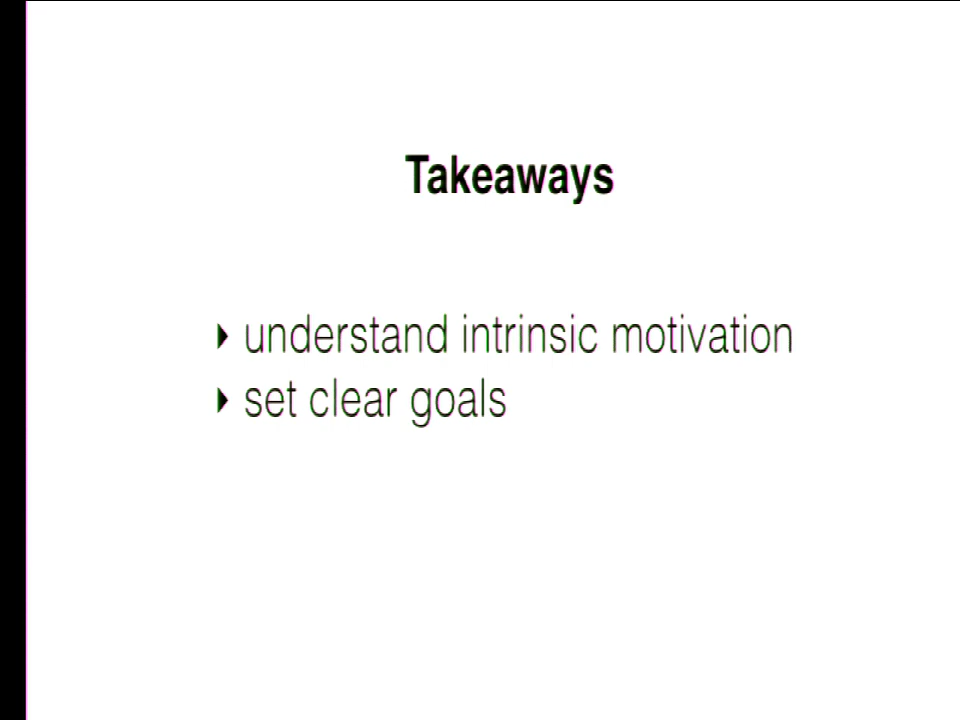 Takeaways
‣ understand intrinsic motivation
‣ set clear goals